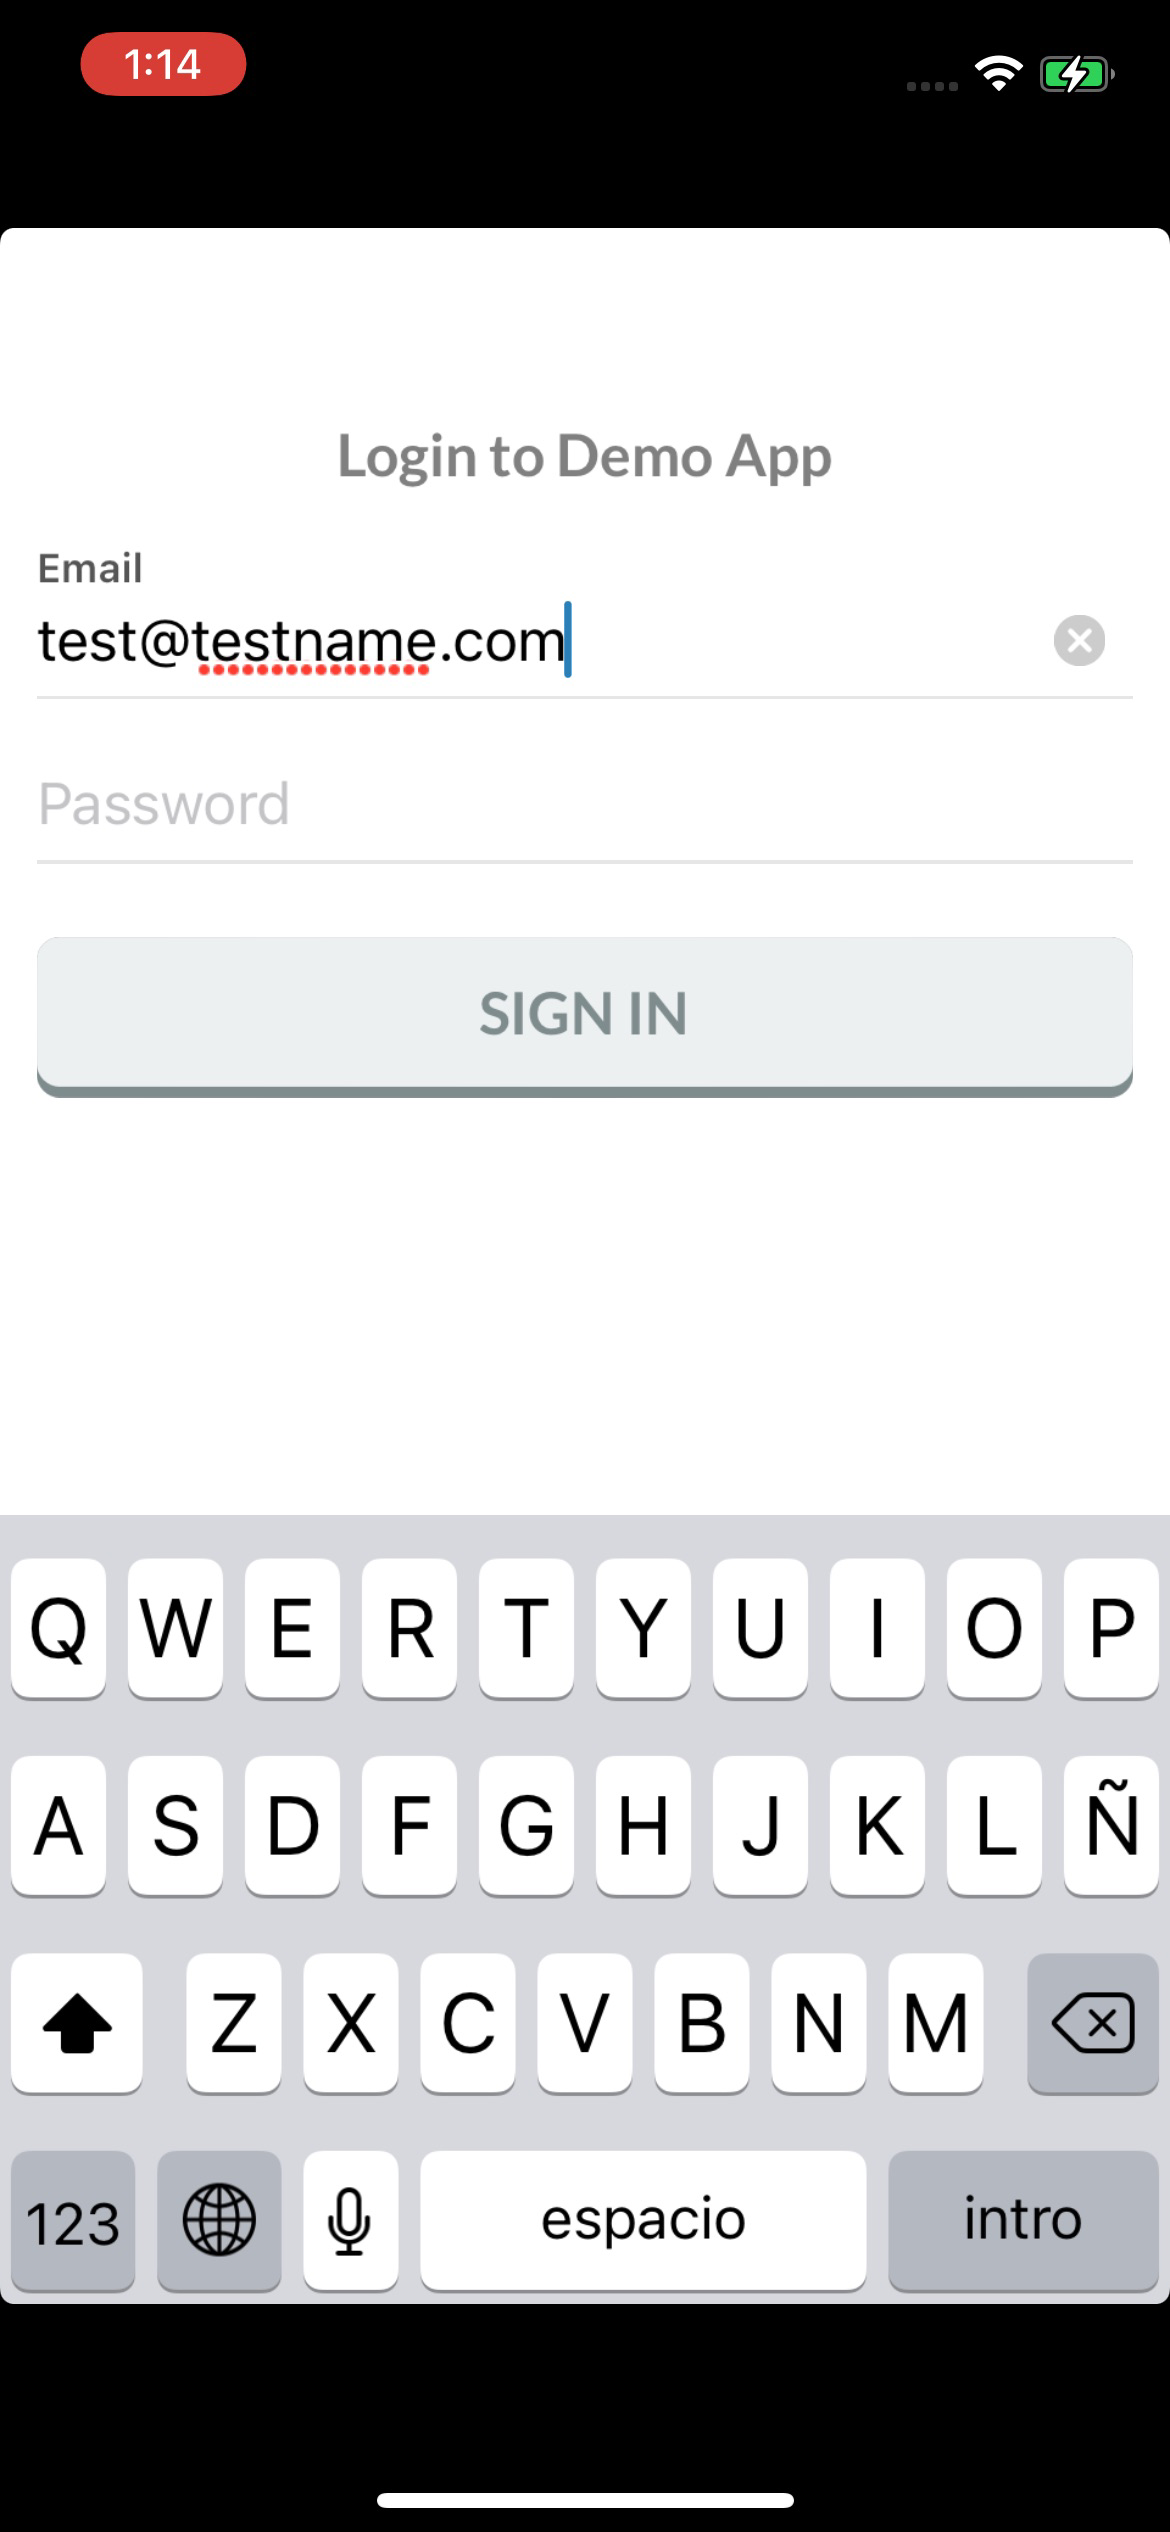 1:14
Login to Demo App
Email
test@testname.com
Password
SIGN IN
Q W E R T Y U I O P
A S D F G H J K L Ñ
Z X C V B N M
123 espacio intro